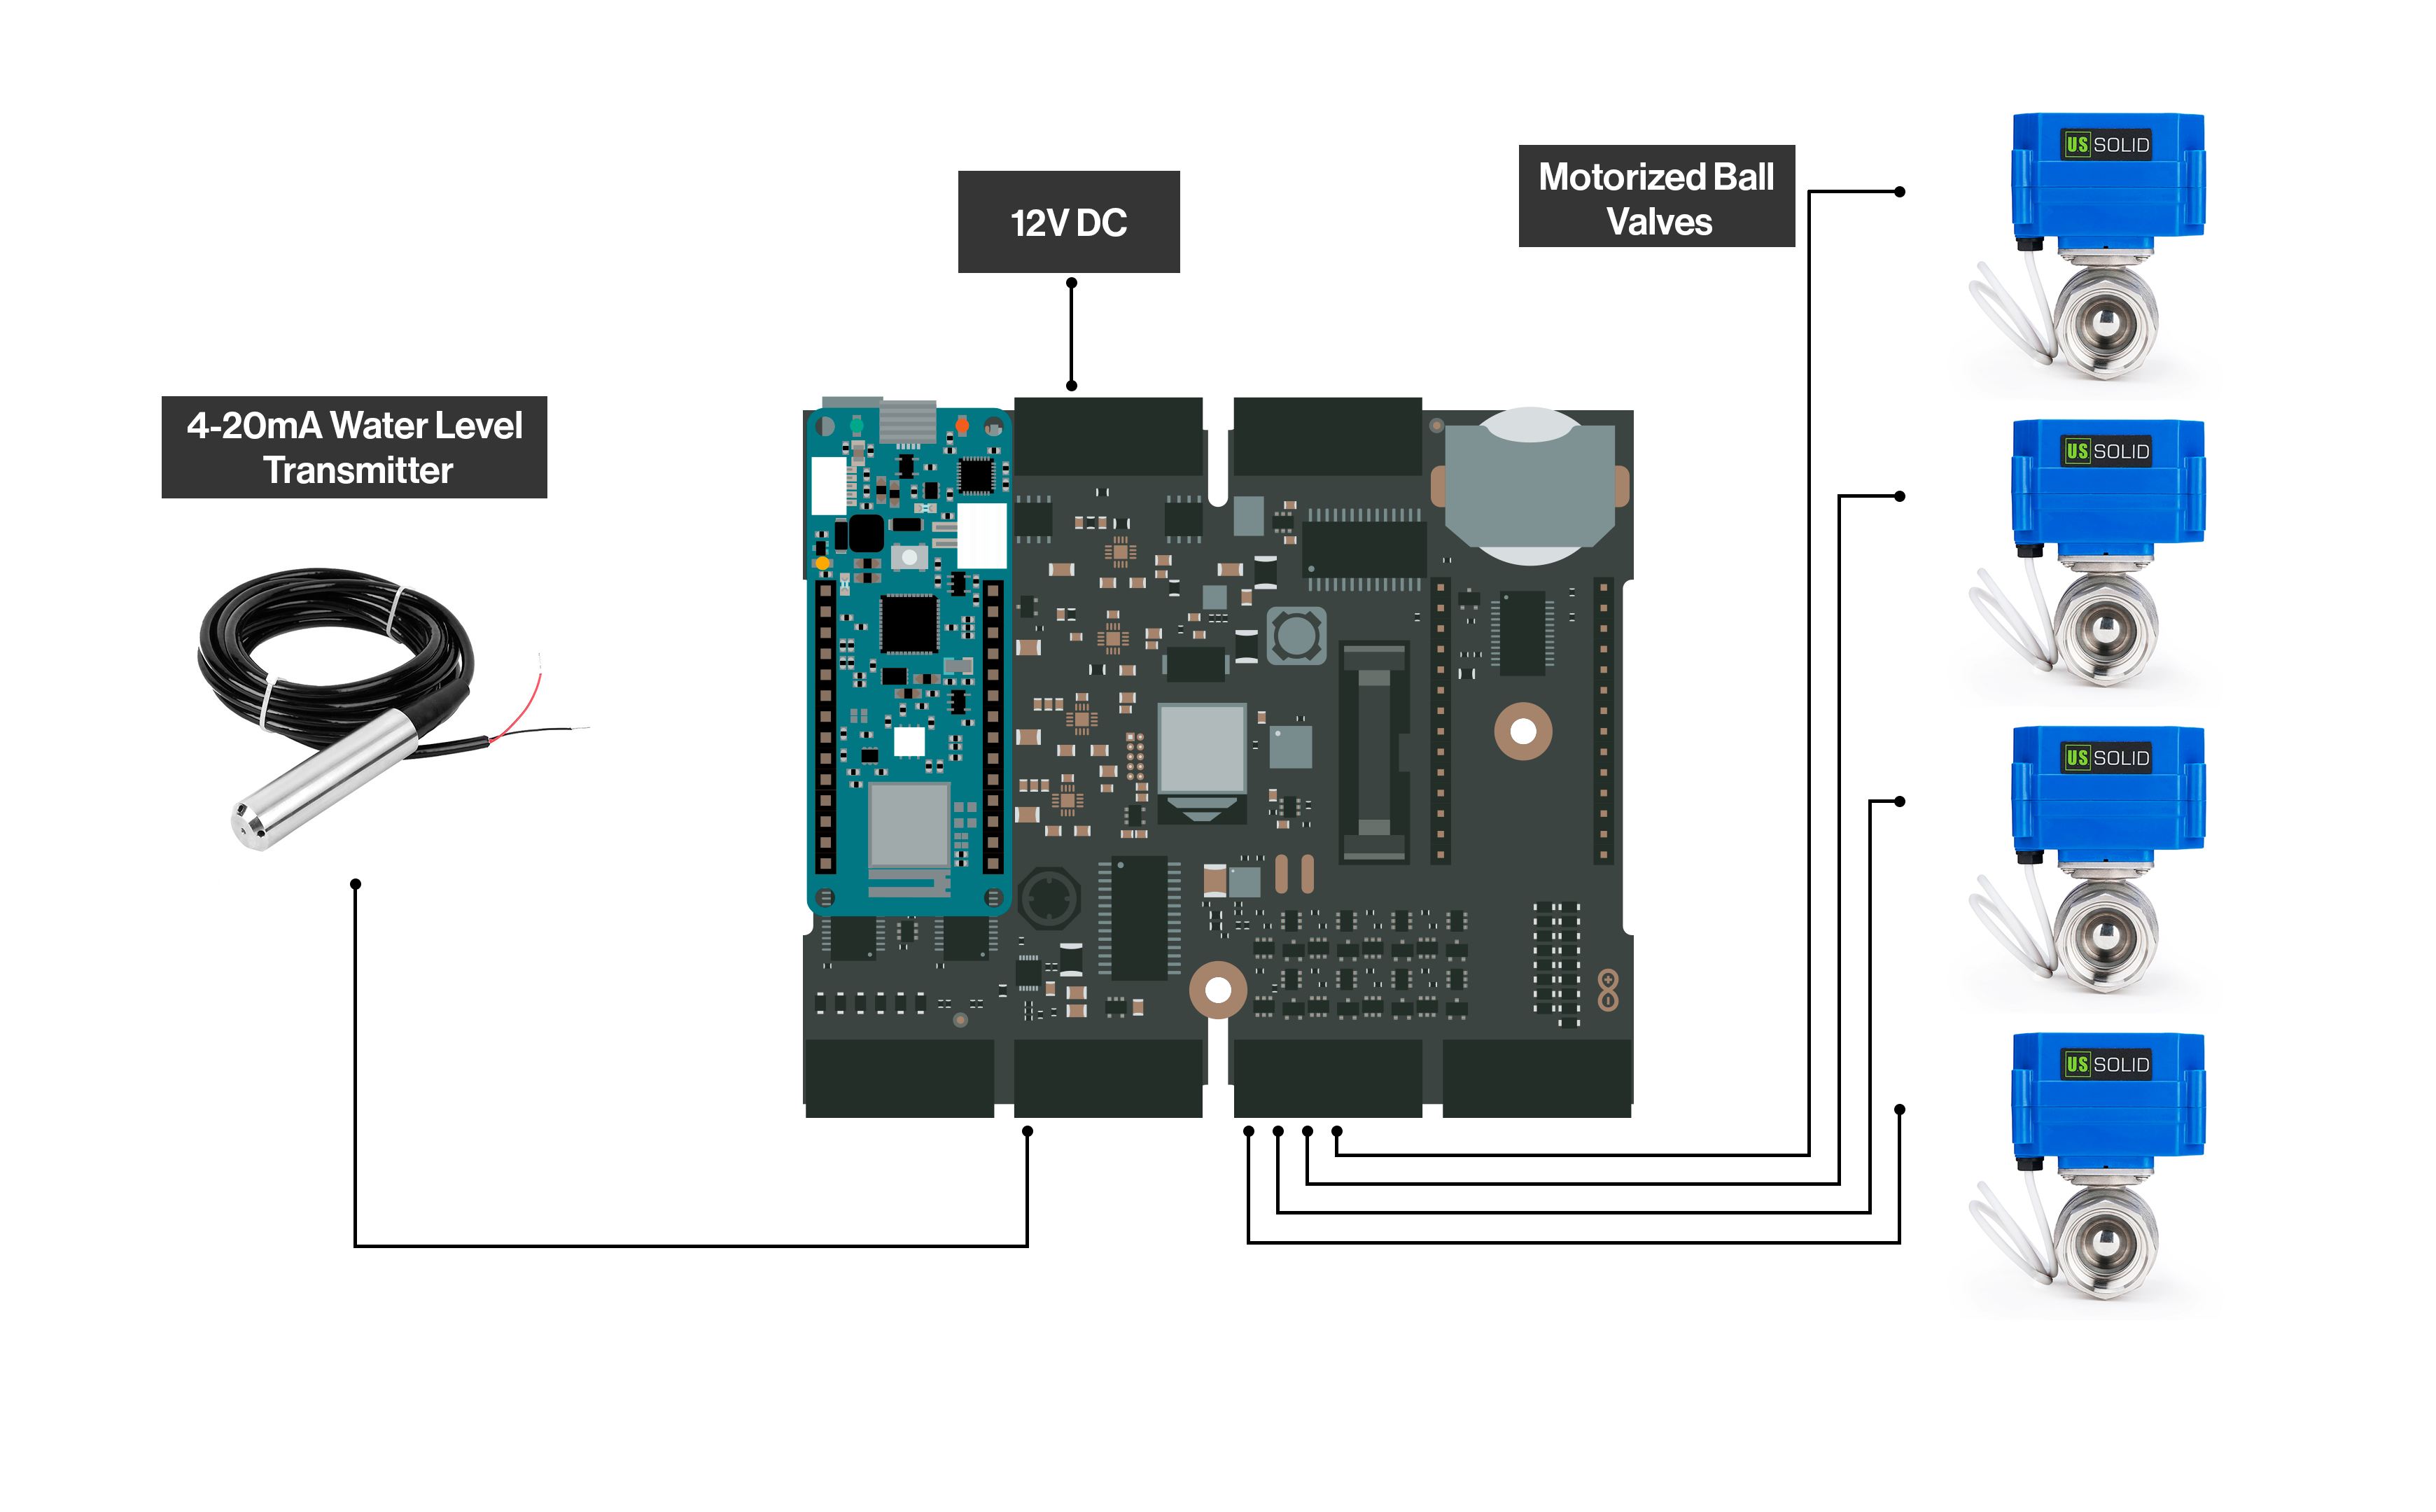 12V DC
Motorized Ball
Valves
4-20mA Water Level
Transmitter
US SOLID
US SOLID
US SOLID
US SOLID